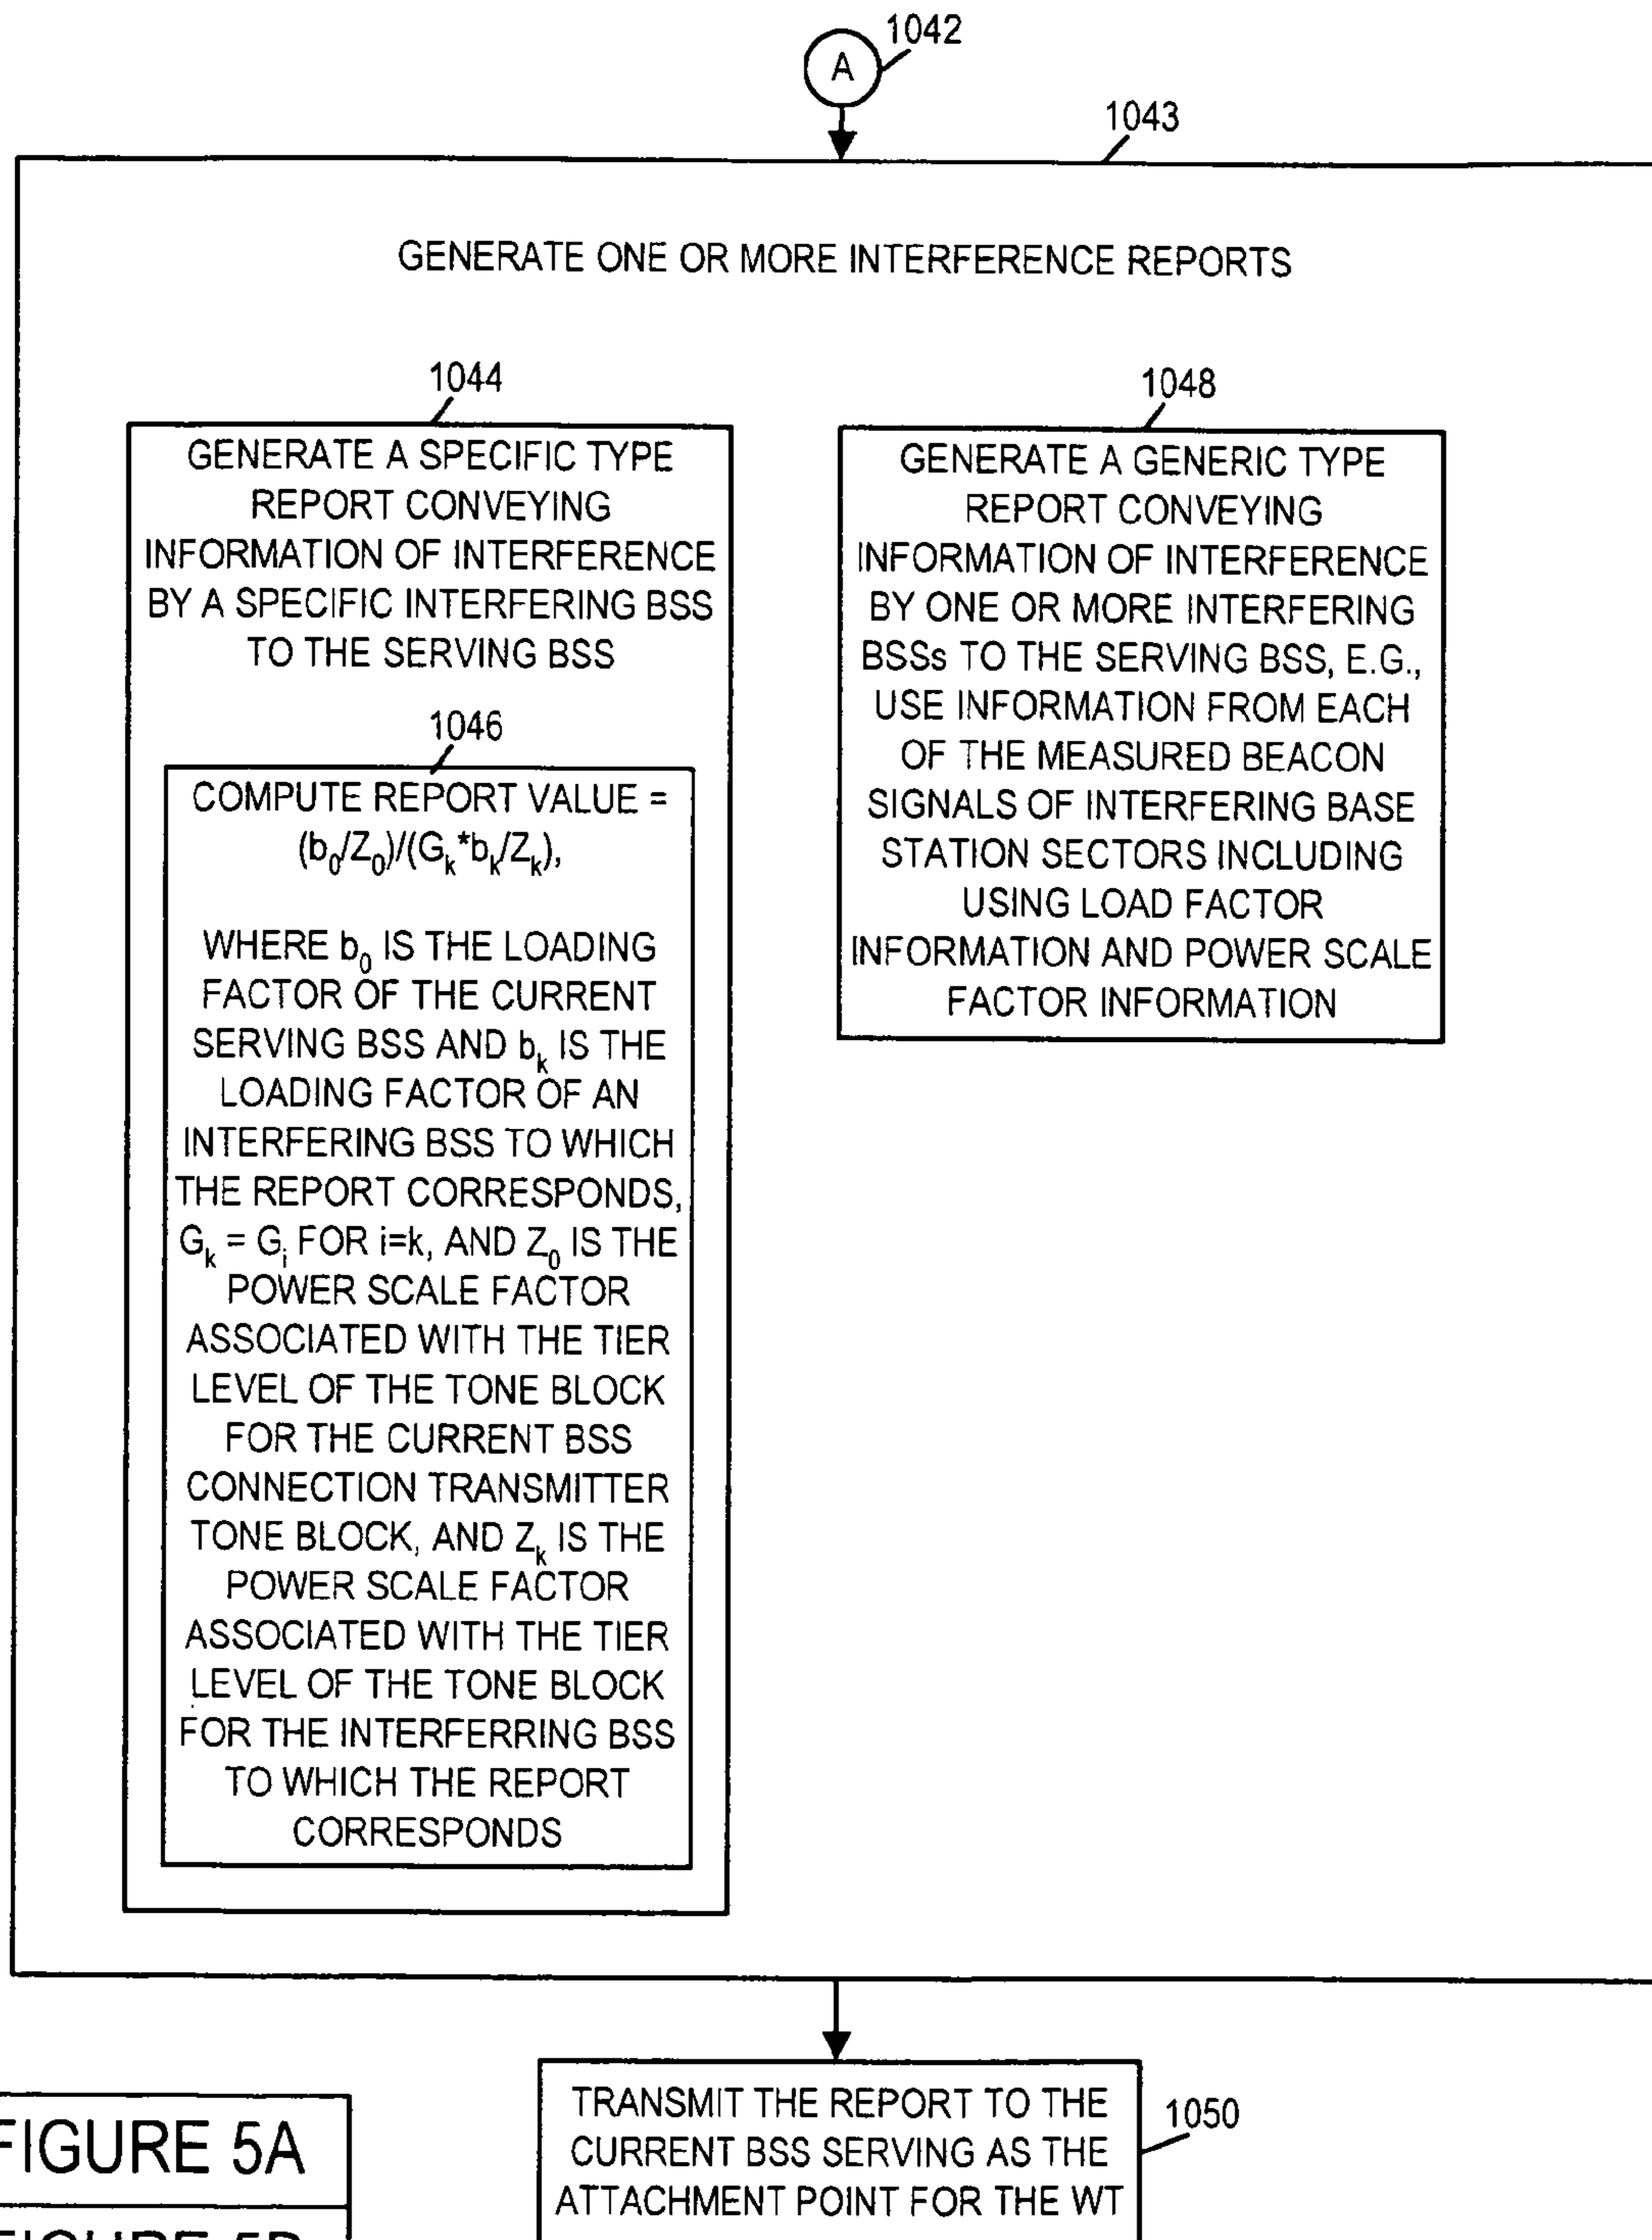 1042
A
1043
GENERATE ONE OR MORE INTERFERENCE REPORTS
1044
GENERATE A SPECIFIC TYPE
REPORT CONVEYING
INFORMATION OF INTERFERENCE
BY A SPECIFIC INTERFERING BSS
TO THE SERVING BSS
1046
COMPUTE REPORT VALUE =
(b₀/Z₀)/(Gₖ*bₖ/Zₖ),
WHERE b₀ IS THE LOADING
FACTOR OF THE CURRENT
SERVING BSS AND bₖ IS THE
LOADING FACTOR OF AN
INTERFERING BSS TO WHICH
THE REPORT CORRESPONDS,
Gₖ = Gᵢ FOR i=k, AND Z₀ IS THE
POWER SCALE FACTOR
ASSOCIATED WITH THE TIER
LEVEL OF THE TONE BLOCK
FOR THE CURRENT BSS
CONNECTION TRANSMITTER
TONE BLOCK, AND Zₖ IS THE
POWER SCALE FACTOR
ASSOCIATED WITH THE TIER
LEVEL OF THE TONE BLOCK
FOR THE INTERFERRING BSS
TO WHICH THE REPORT
CORRESPONDS
1048
GENERATE A GENERIC TYPE
REPORT CONVEYING
INFORMATION OF INTERFERENCE
BY ONE OR MORE INTERFERING
BSSs TO THE SERVING BSS, E.G.,
USE INFORMATION FROM EACH
OF THE MEASURED BEACON
SIGNALS OF INTERFERING BASE
STATION SECTORS INCLUDING
USING LOAD FACTOR
INFORMATION AND POWER SCALE
FACTOR INFORMATION
TRANSMIT THE REPORT TO THE
CURRENT BSS SERVING AS THE
ATTACHMENT POINT FOR THE WT
1050
FIGURE 5A
FIGURE 5B